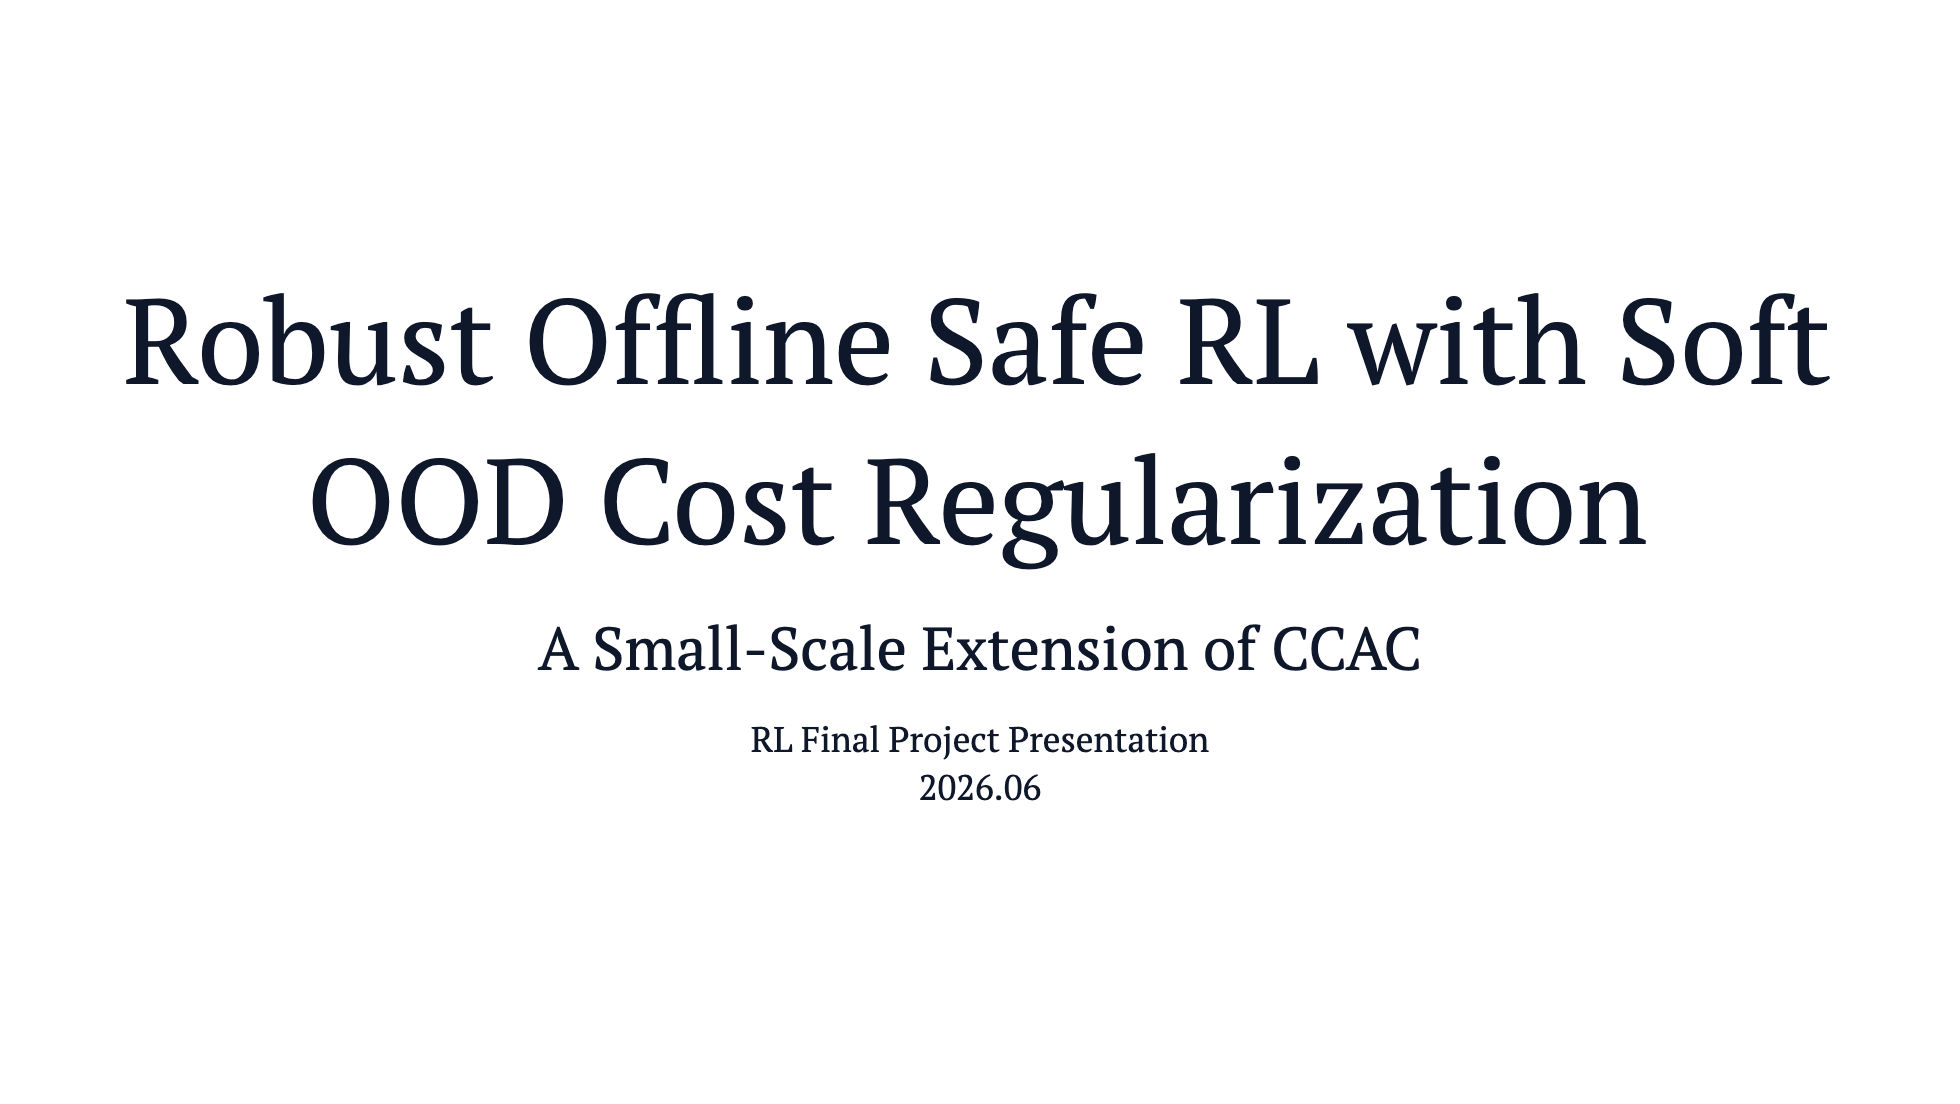 Robust Offline Safe RL with Soft
OOD Cost Regularization
A Small-Scale Extension of CCAC
RL Final Project Presentation
2026.06